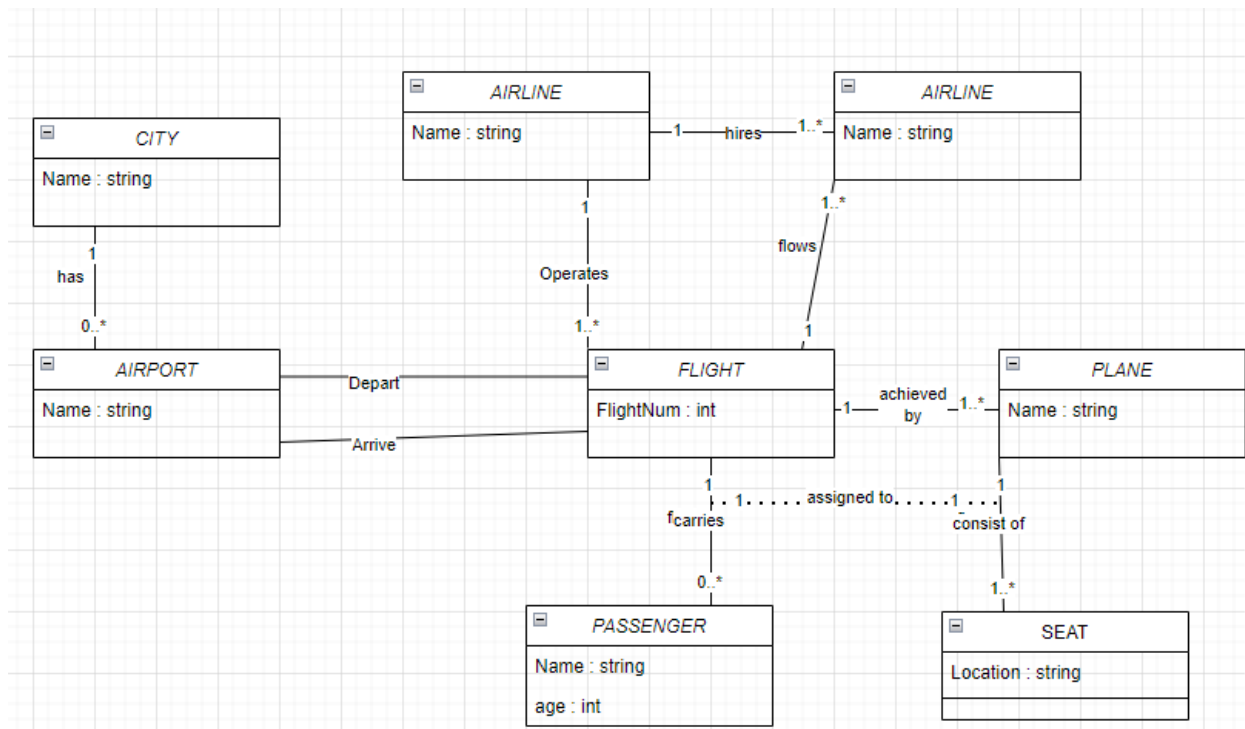 AIRLINE
Name : string
1
hires
1..*
AIRLINE
Name : string
CITY
Name : string
1
has
0..*
1
Operates
1..*
1..*
flows
1
AIRPORT
Name : string
Depart
Arrive
FLIGHT
FlightNum : int
1
achieved
by
1..*
PLANE
Name : string
1
fcarries
0..*
1
assigned to
1
1
consist of
1..*
PASSENGER
Name : string
age : int
SEAT
Location : string